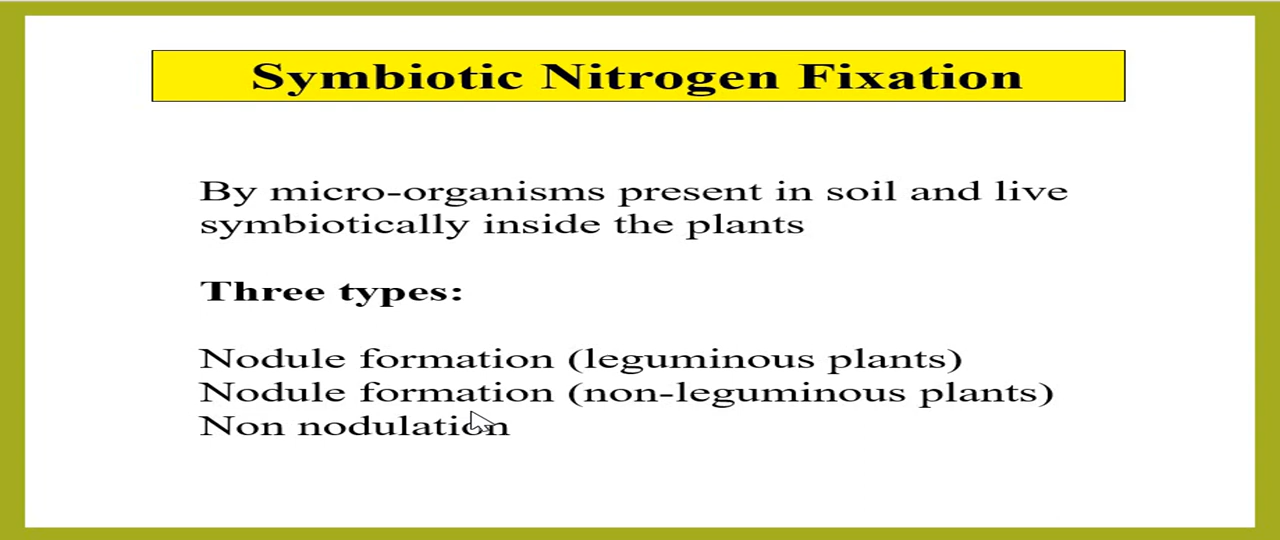 Symbiotic Nitrogen Fixation
By micro-organisms present in soil and live
symbiotically inside the plants
Three types:
Nodule formation (leguminous plants)
Nodule formation (non-leguminous plants)
Non nodulation